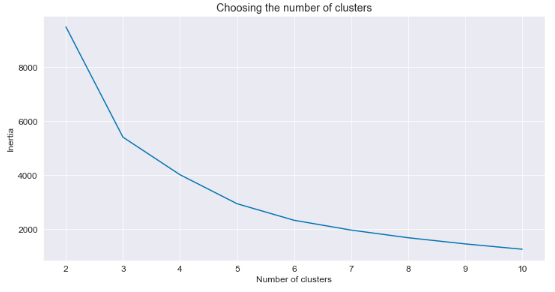 Choosing the number of clusters
8000
6000
4000
2000
Inertia
2 3 4 5 6 7 8 9 10
Number of clusters